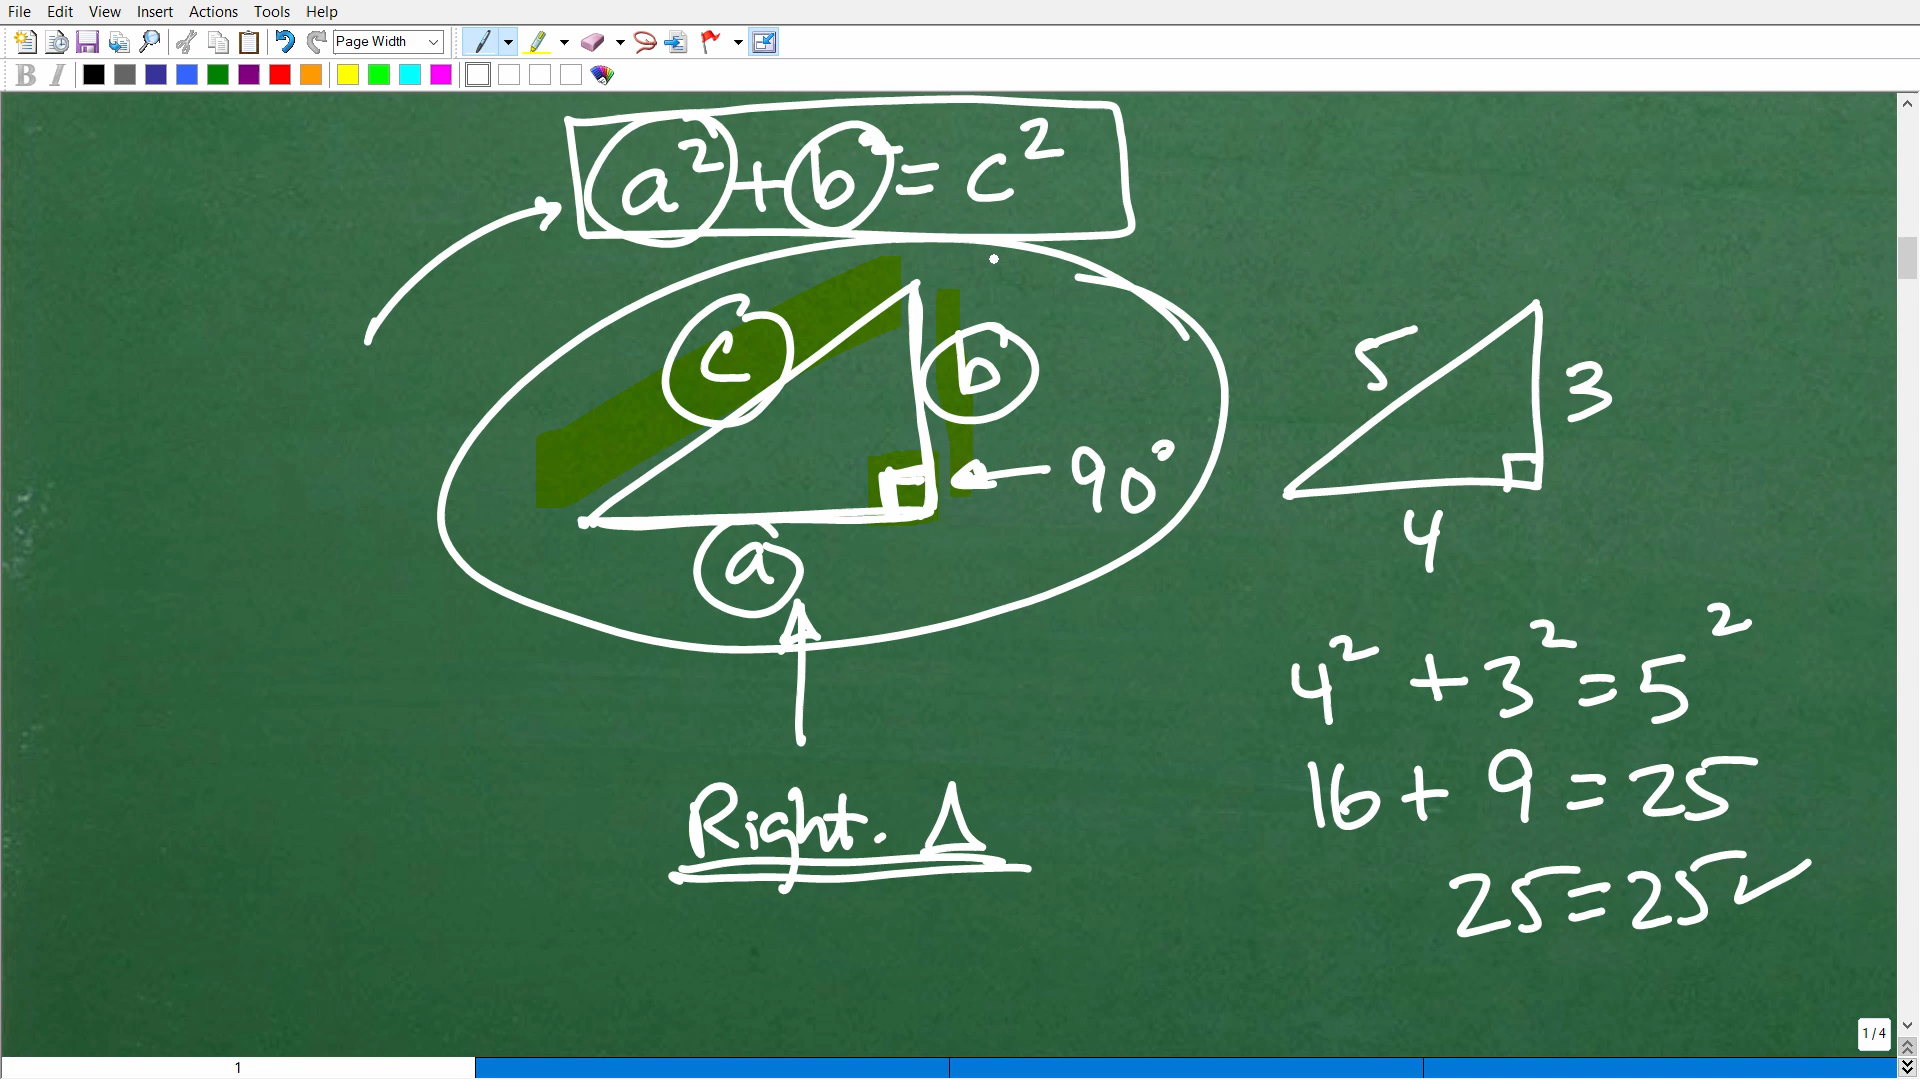 File Edit View Insert Actions Tools Help
Page Width
B I
a² + b² = c²
c
b
90°
a
Right. Δ
5
3
4
4² + 3² = 5²
16 + 9 = 25
25 = 25 ✓
1 / 4
1